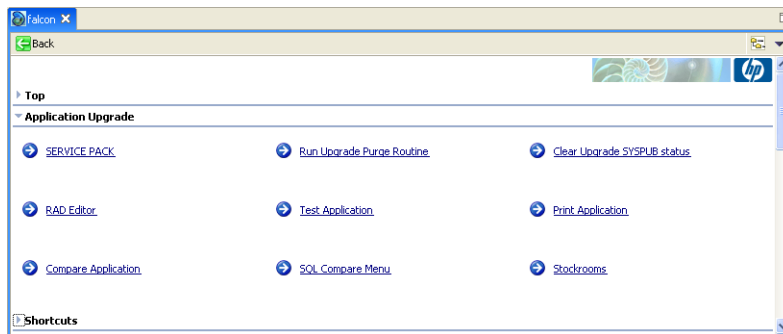 falcon
Back
hp
Top
Application Upgrade
SERVICE PACK Run Upgrade Purge Routine Clear Upgrade SYSPUB status
RAD Editor Test Application Print Application
Compare Application SQL Compare Menu Stockrooms
Shortcuts